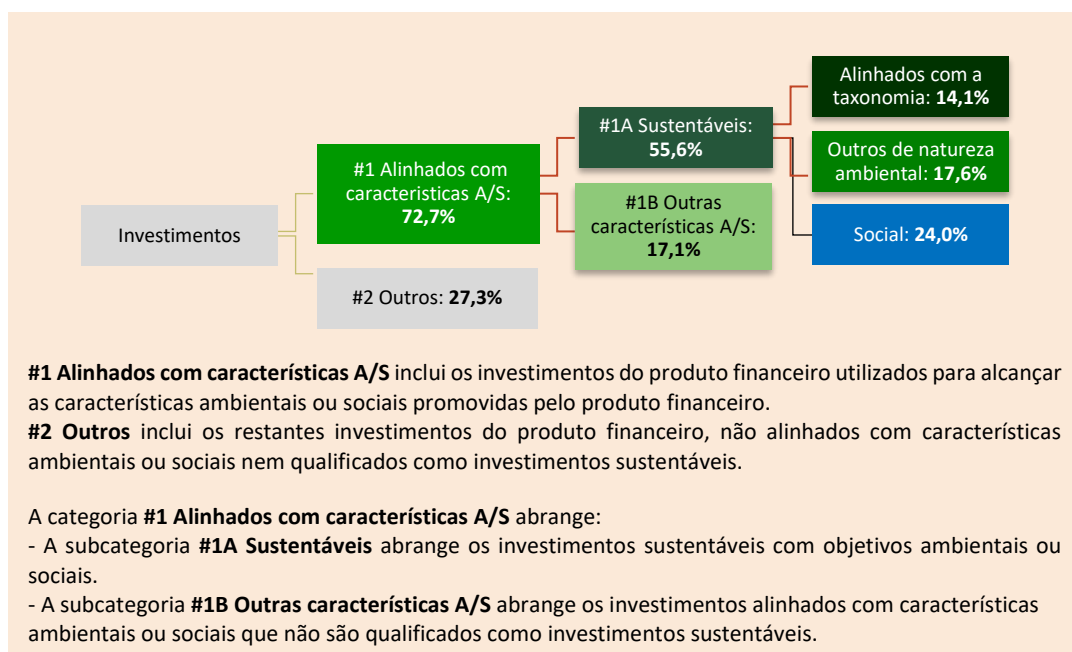 Investimentos
#1 Alinhados com
caracteristicas A/S:
72,7%
#2 Outros: 27,3%
#1A Sustentáveis:
55,6%
#1B Outras
características A/S:
17,1%
Alinhados com a
taxonomia: 14,1%
Outros de natureza
ambiental: 17,6%
Social: 24,0%
#1 Alinhados com características A/S inclui os investimentos do produto financeiro utilizados para alcançar
as características ambientais ou sociais promovidas pelo produto financeiro.
#2 Outros inclui os restantes investimentos do produto financeiro, não alinhados com características
ambientais ou sociais nem qualificados como investimentos sustentáveis.
A categoria #1 Alinhados com características A/S abrange:
- A subcategoria #1A Sustentáveis abrange os investimentos sustentáveis com objetivos ambientais ou
sociais.
- A subcategoria #1B Outras características A/S abrange os investimentos alinhados com características
ambientais ou sociais que não são qualificados como investimentos sustentáveis.